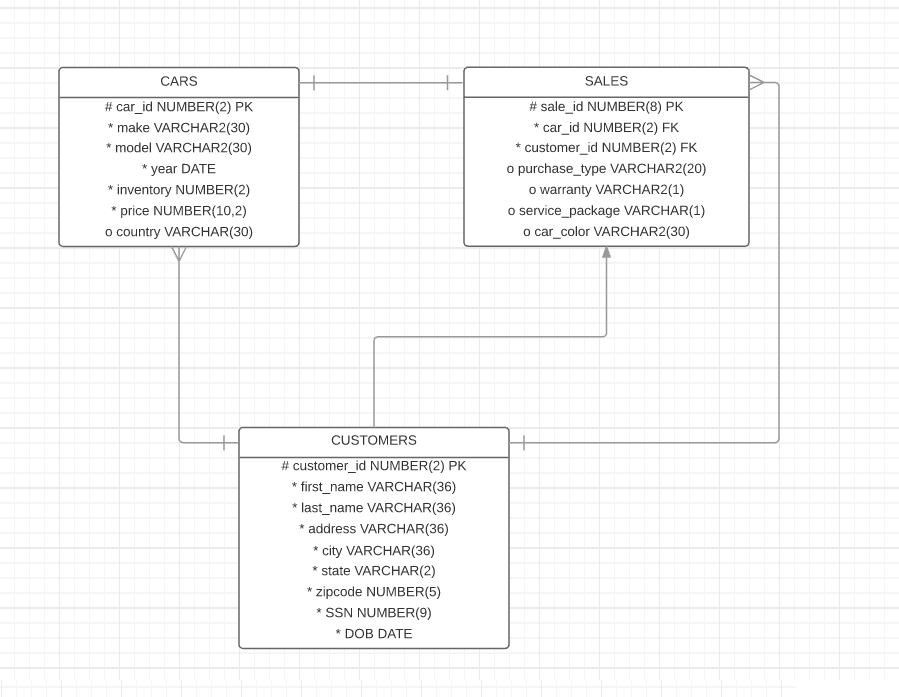 CARS
# car_id NUMBER(2) PK
* make VARCHAR2(30)
* model VARCHAR2(30)
* year DATE
* inventory NUMBER(2)
* price NUMBER(10,2)
o country VARCHAR(30)
SALES
# sale_id NUMBER(8) PK
* car_id NUMBER(2) FK
* customer_id NUMBER(2) FK
o purchase_type VARCHAR2(20)
o warranty VARCHAR2(1)
o service_package VARCHAR(1)
o car_color VARCHAR2(30)
CUSTOMERS
# customer_id NUMBER(2) PK
* first_name VARCHAR(36)
* last_name VARCHAR(36)
* address VARCHAR(36)
* city VARCHAR(36)
* state VARCHAR(2)
* zipcode NUMBER(5)
* SSN NUMBER(9)
* DOB DATE